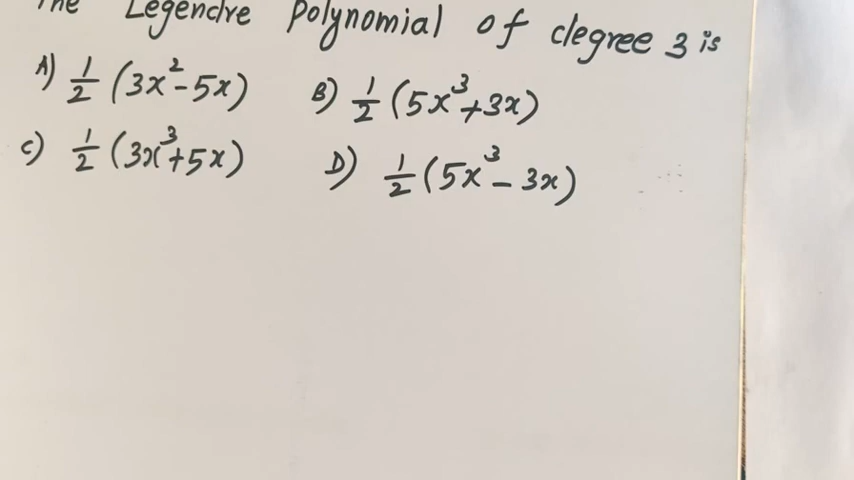 The Legendre Polynomial of degree 3 is
A) 1/2 (3x²-5x) B) 1/2 (5x³+3x)
C) 1/2 (3x³+5x) D) 1/2 (5x³-3x)